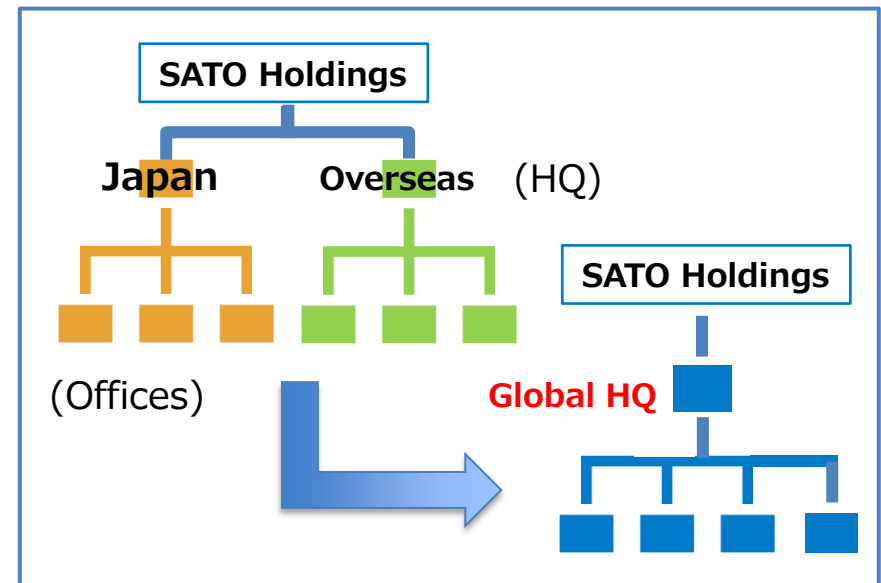 SATO Holdings
Japan
Overseas
(HQ)
SATO Holdings
(Offices)
Global HQ